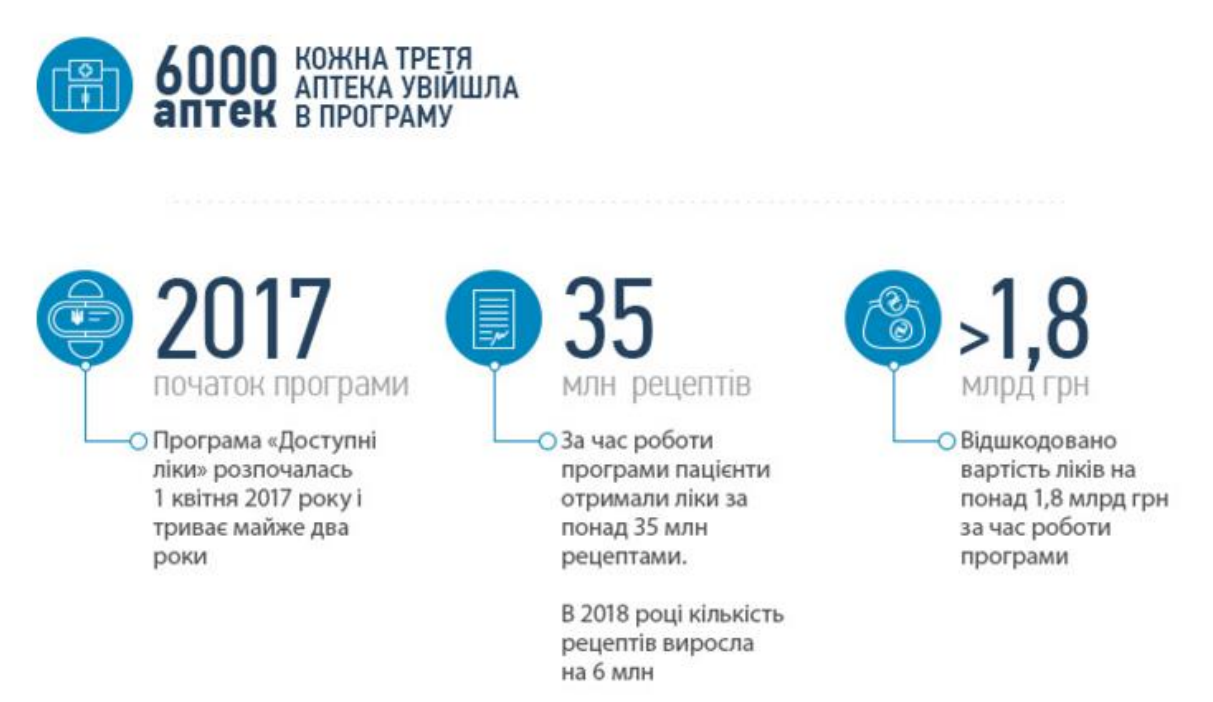 6000
аптек
КОЖНА ТРЕТЯ
АПТЕКА УВІЙШЛА
В ПРОГРАМУ
2017
початок програми
Програма «Доступні
ліки» розпочалась
1 квітня 2017 року і
триває майже два
роки
35
млн рецептів
За час роботи
програми пацієнти
отримали ліки за
понад 35 млн
рецептами.
В 2018 році кількість
рецептів виросла
на 6 млн
>1,8
млрд грн
Відшкодовано
вартість ліків на
понад 1,8 млрд грн
за час роботи
програми